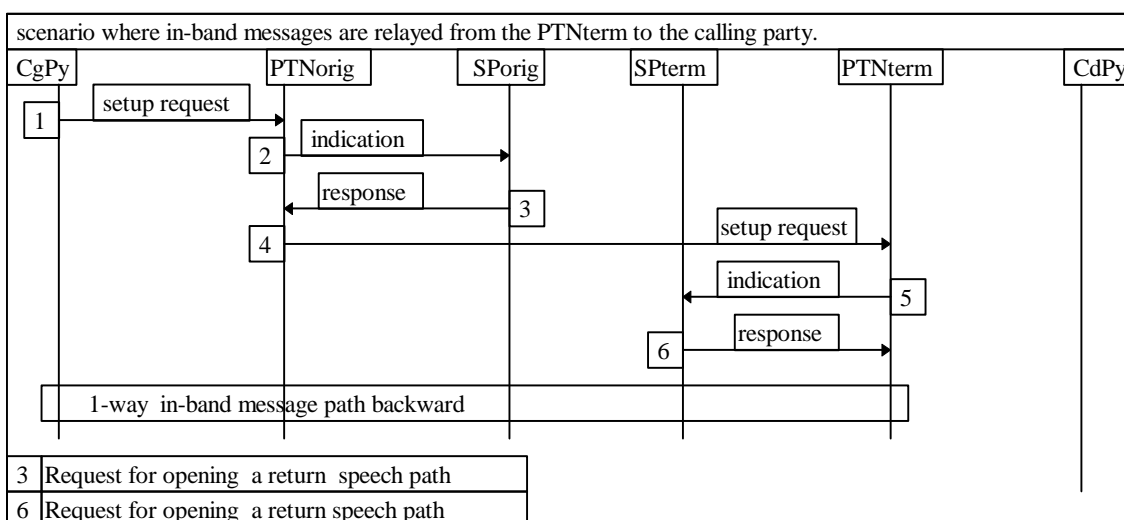 scenario where in-band messages are relayed from the PTNterm to the calling party.
CgPy PTNorig SPorig SPterm PTNterm CdPy
setup request
1
indication
2
response
3
setup request
4
indication
5
response
6
1-way in-band message path backward
3 Request for opening a return speech path
6 Request for opening a return speech path